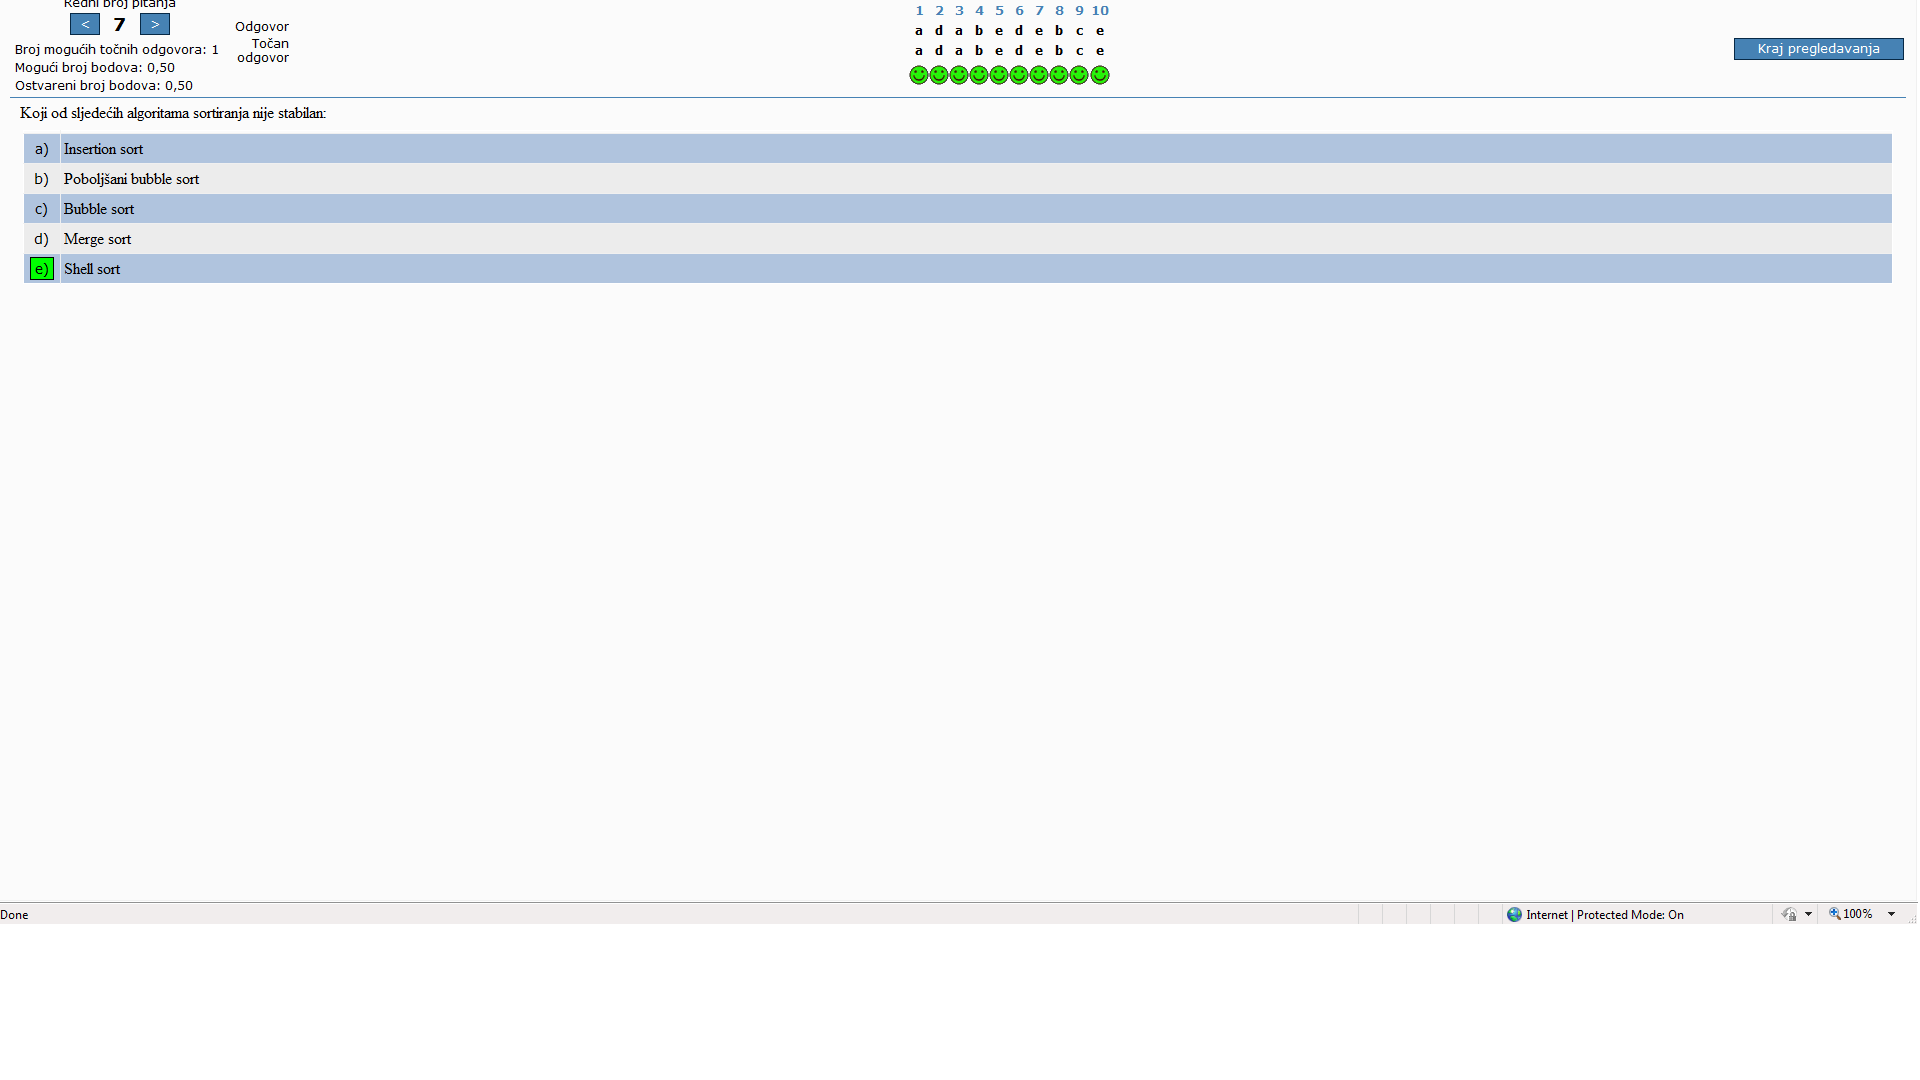 Redni broj pitanja
< 7 >
Broj mogućih točnih odgovora: 1
Mogući broj bodova: 0,50
Ostvareni broj bodova: 0,50
Odgovor
Točan
odgovor
1 2 3 4 5 6 7 8 9 10
a d a b e d e b c e
a d a b e d e b c e
Kraj pregledavanja
Koji od sljedećih algoritama sortiranja nije stabilan:
a) Insertion sort
b) Poboljšani bubble sort
c) Bubble sort
d) Merge sort
e) Shell sort
Done
Internet | Protected Mode: On
100%